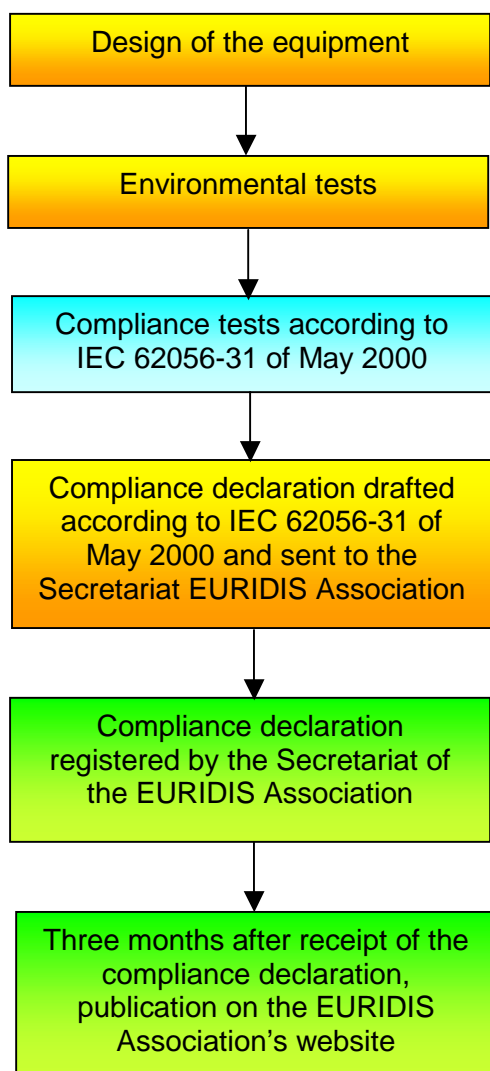 Design of the equipment
Environmental tests
Compliance tests according to
IEC 62056-31 of May 2000
Compliance declaration drafted
according to IEC 62056-31 of
May 2000 and sent to the
Secretariat EURIDIS Association
Compliance declaration
registered by the Secretariat of
the EURIDIS Association
Three months after receipt of the
compliance declaration,
publication on the EURIDIS
Association’s website